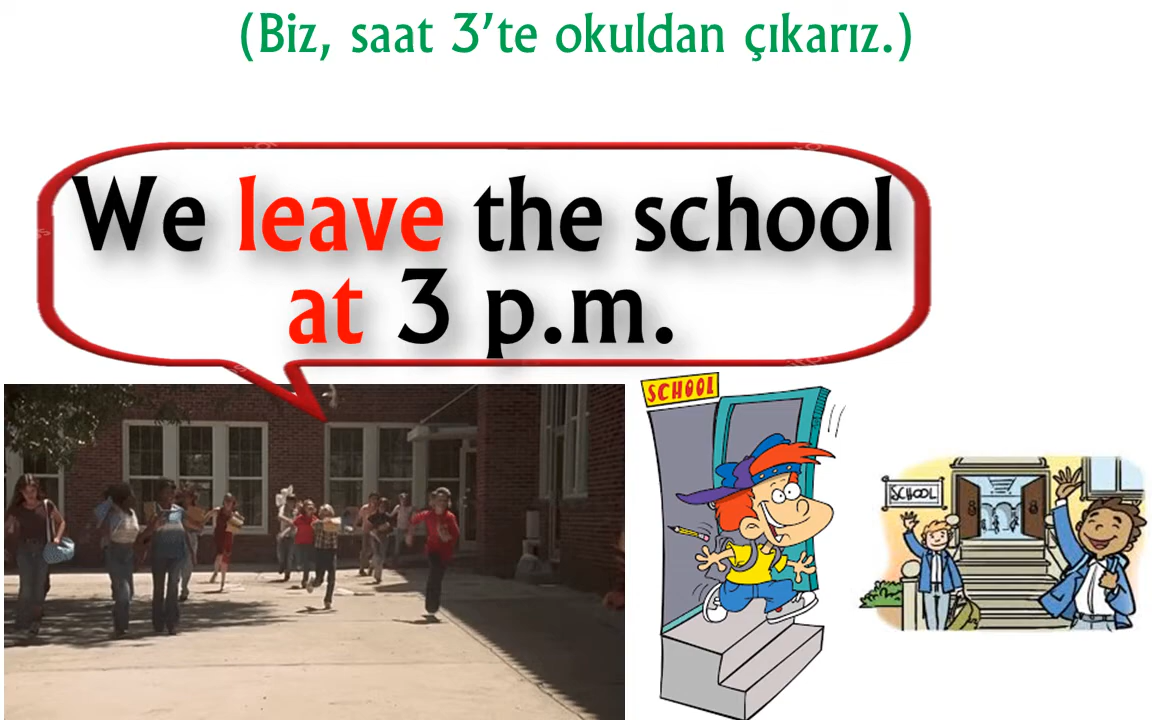 (Biz, saat 3’te okuldan çıkarız.)
We leave the school
at 3 p.m.
SCHOOL
SCHOOL